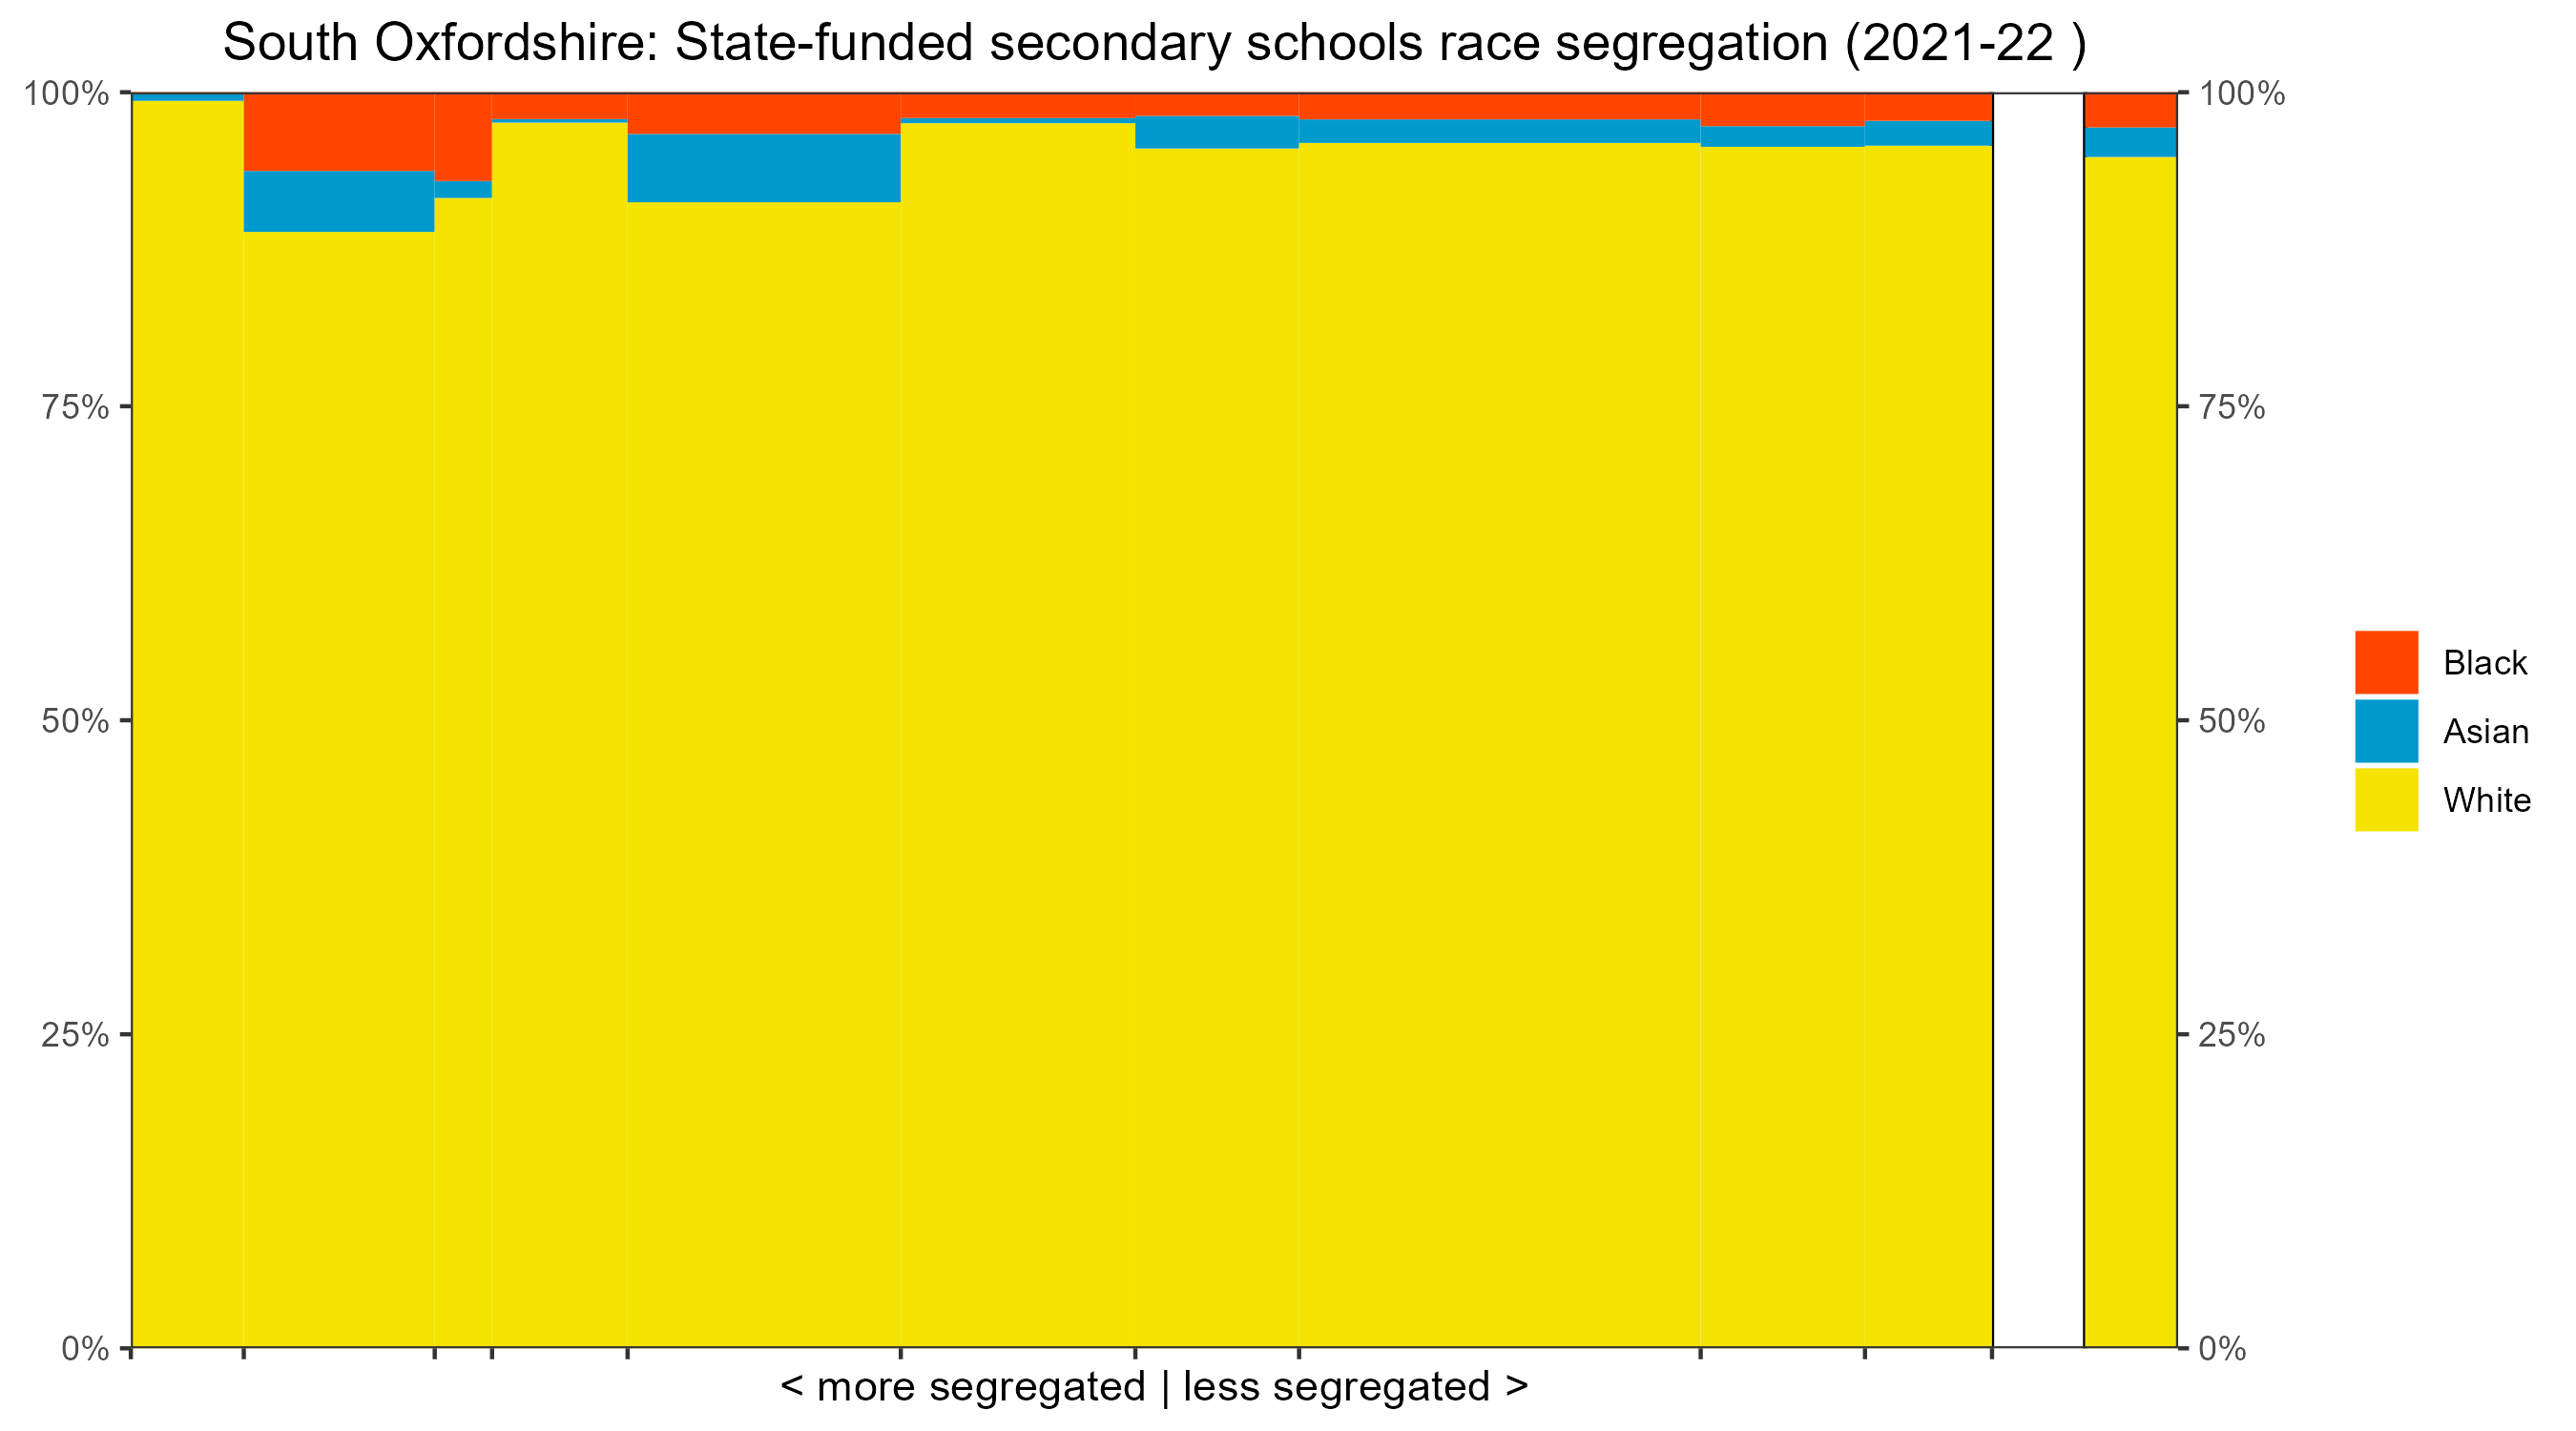 South Oxfordshire: State-funded secondary schools race segregation (2021-22 )
100%
75%
50%
25%
0%
100%
75%
50%
25%
0%
Black
Asian
White
< more segregated | less segregated >